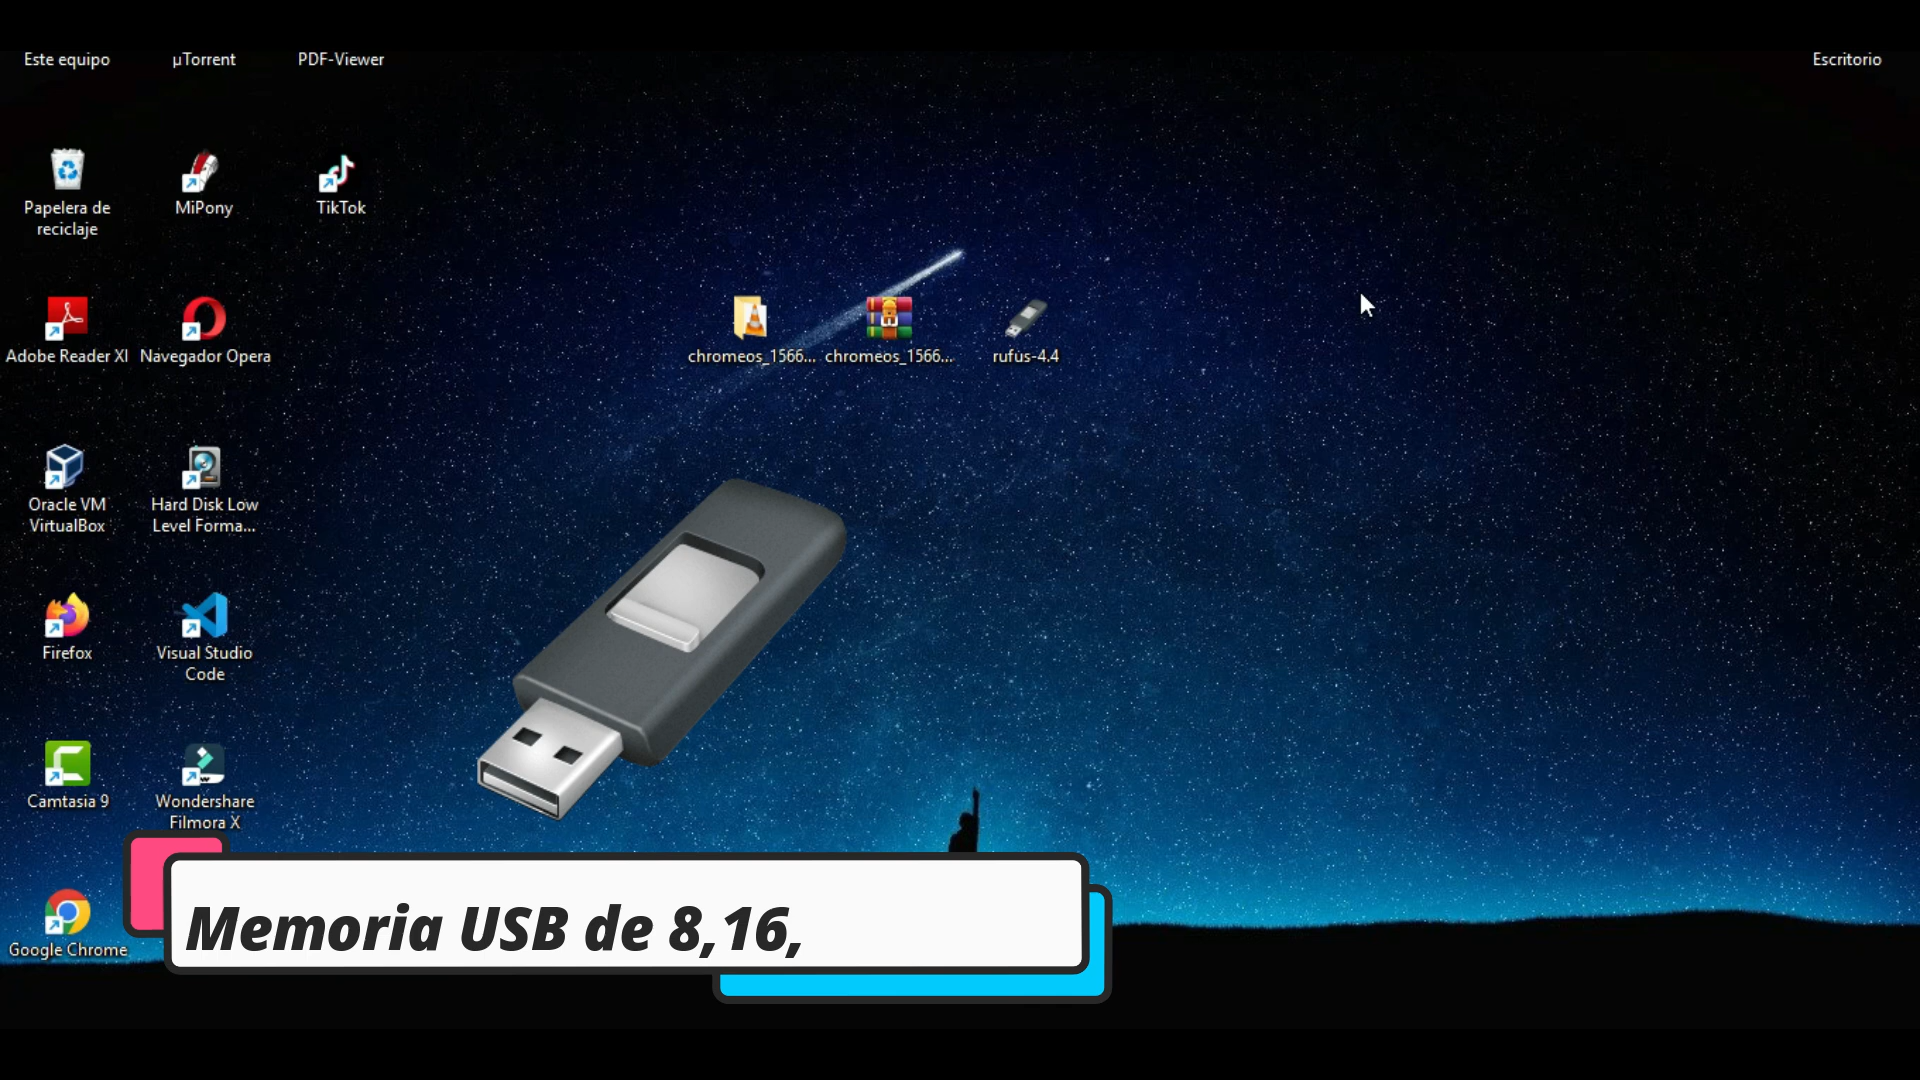 Este equipo
µTorrent
PDF-Viewer
Escritorio
Papelera de
reciclaje
MiPony
TikTok
Adobe Reader XI
Navegador Opera
chromeos_1566...
chromeos_1566...
rufus-4.4
Oracle VM
VirtualBox
Hard Disk Low
Level Forma...
Firefox
Visual Studio
Code
Camtasia 9
Wondershare
Filmora X
Google Chrome
Memoria USB de 8,16,